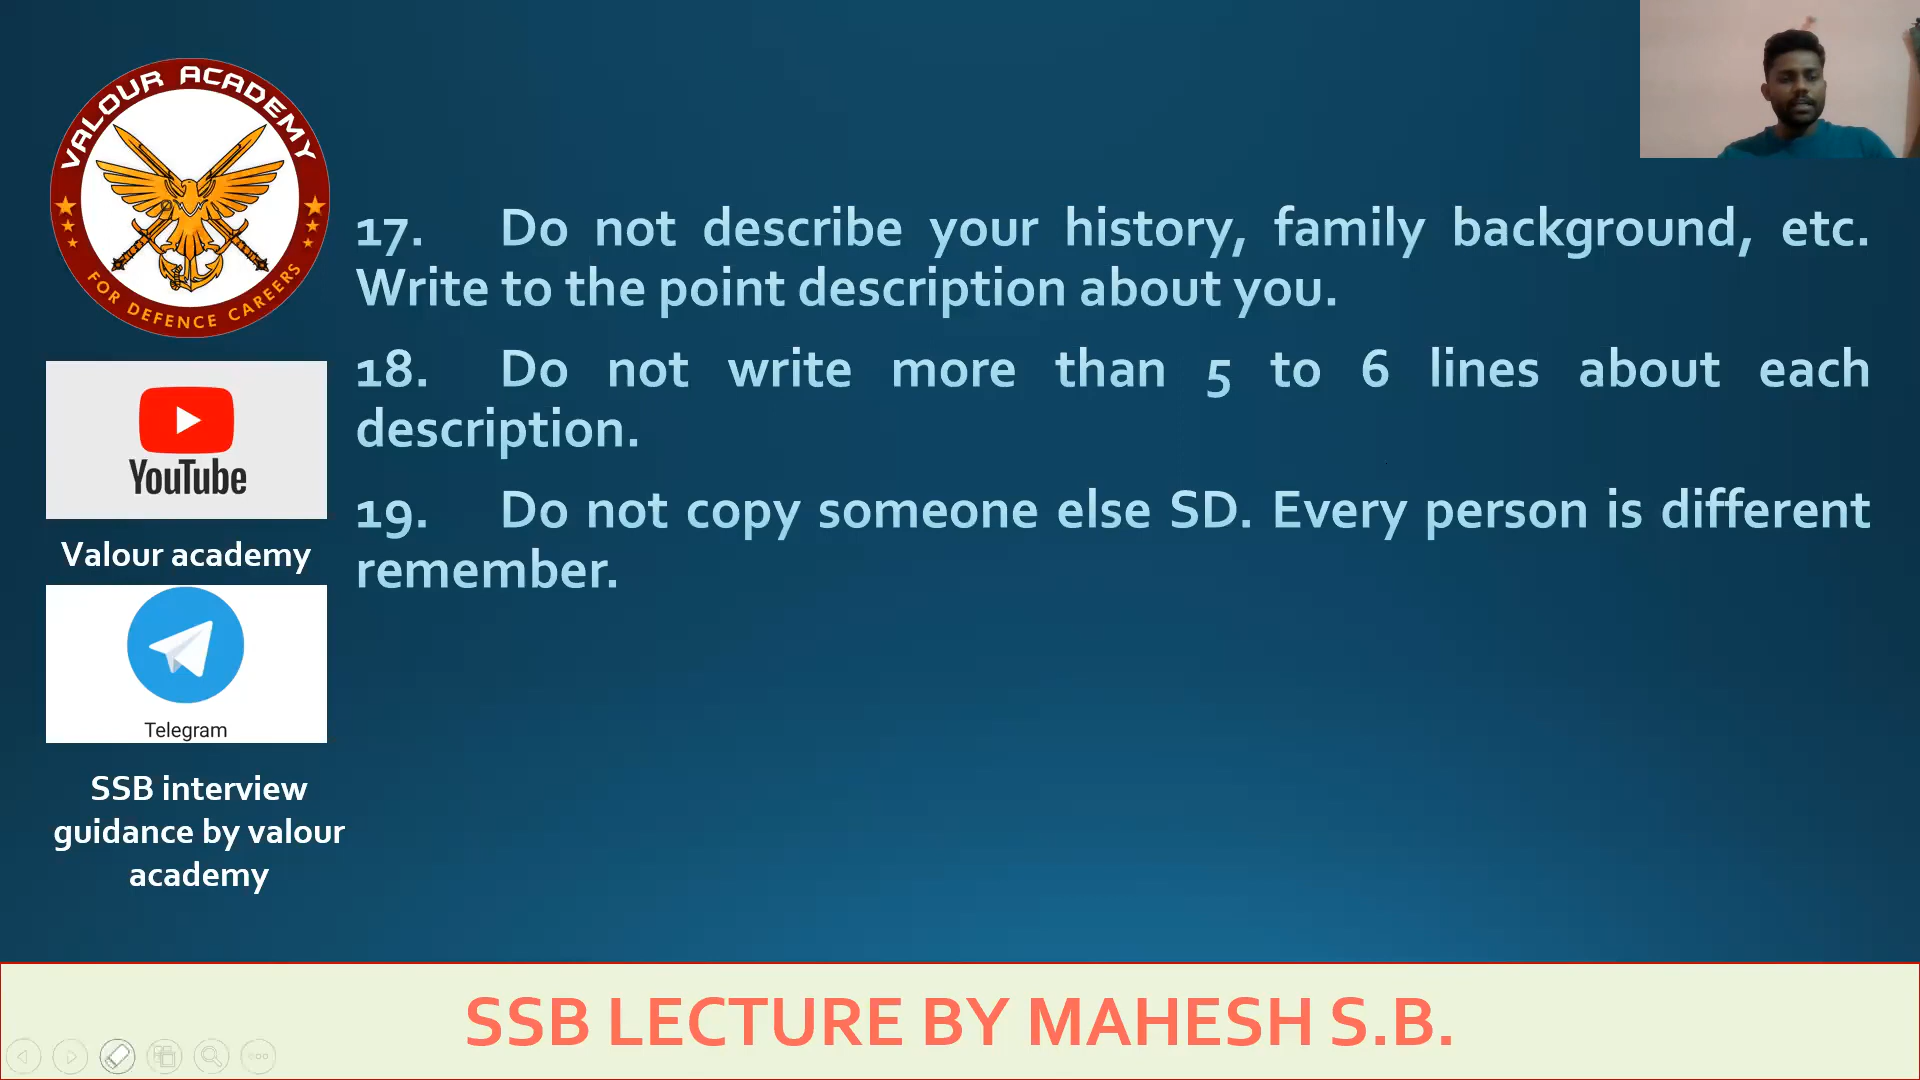 VALOUR ACADEMY
FOR DEFENCE CAREERS
YouTube
Valour academy
Telegram
SSB interview
guidance by valour
academy
17. Do not describe your history, family background, etc.
Write to the point description about you.
18. Do not write more than 5 to 6 lines about each
description.
19. Do not copy someone else SD. Every person is different
remember.
SSB LECTURE BY MAHESH S.B.